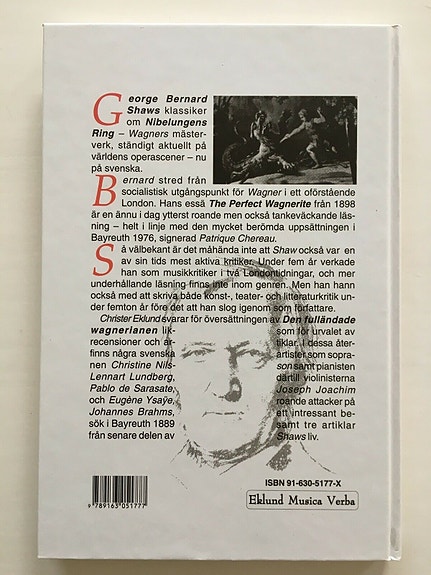 George Bernard
Shaws klassiker
om Nibelungens
Ring – Wagners mäster-
verk, ständigt aktuellt på
världens operascener – nu
på svenska.
Bernard stred från
socialistisk utgångspunkt för Wagner i ett oförstående
London. Hans essä The Perfect Wagnerite från 1898
är en ännu i dag ytterst roande men också tankeväckande läs-
ning – helt i linje med den mycket berömda uppsättningen i
Bayreuth 1976, signerad Patrique Chereau.
Så välbekant är det måhända inte att Shaw också var en
av sin tids mest aktiva kritiker. Under fem år verkade
han som musikkritiker i två Londontidningar, och mer
underhållande läsning finns inte inom genren. Men han hann
också med att skriva både konst-, teater- och litteraturkritik un-
der femton år före det att han slog igenom som författare.
Christer Eklund svarar för översättningen av Den fulländade
wagnerianen lik- som för urvalet av
recensioner och ar- tiklar. I dessa åter-
finns några svenska artister som sopra-
nen Christine Nils- son samt pianisten
Lennart Lundberg, därtill violinisterna
Pablo de Sarasate, Joseph Joachim
och Eugène Ysaÿe, roande attacker på
Johannes Brahms, ett intressant be-
sök i Bayreuth 1889 samt tre artiklar
från senare delen av Shaws liv.
ISBN 91-630-5177-X
Eklund Musica Verba
9 789163 051777